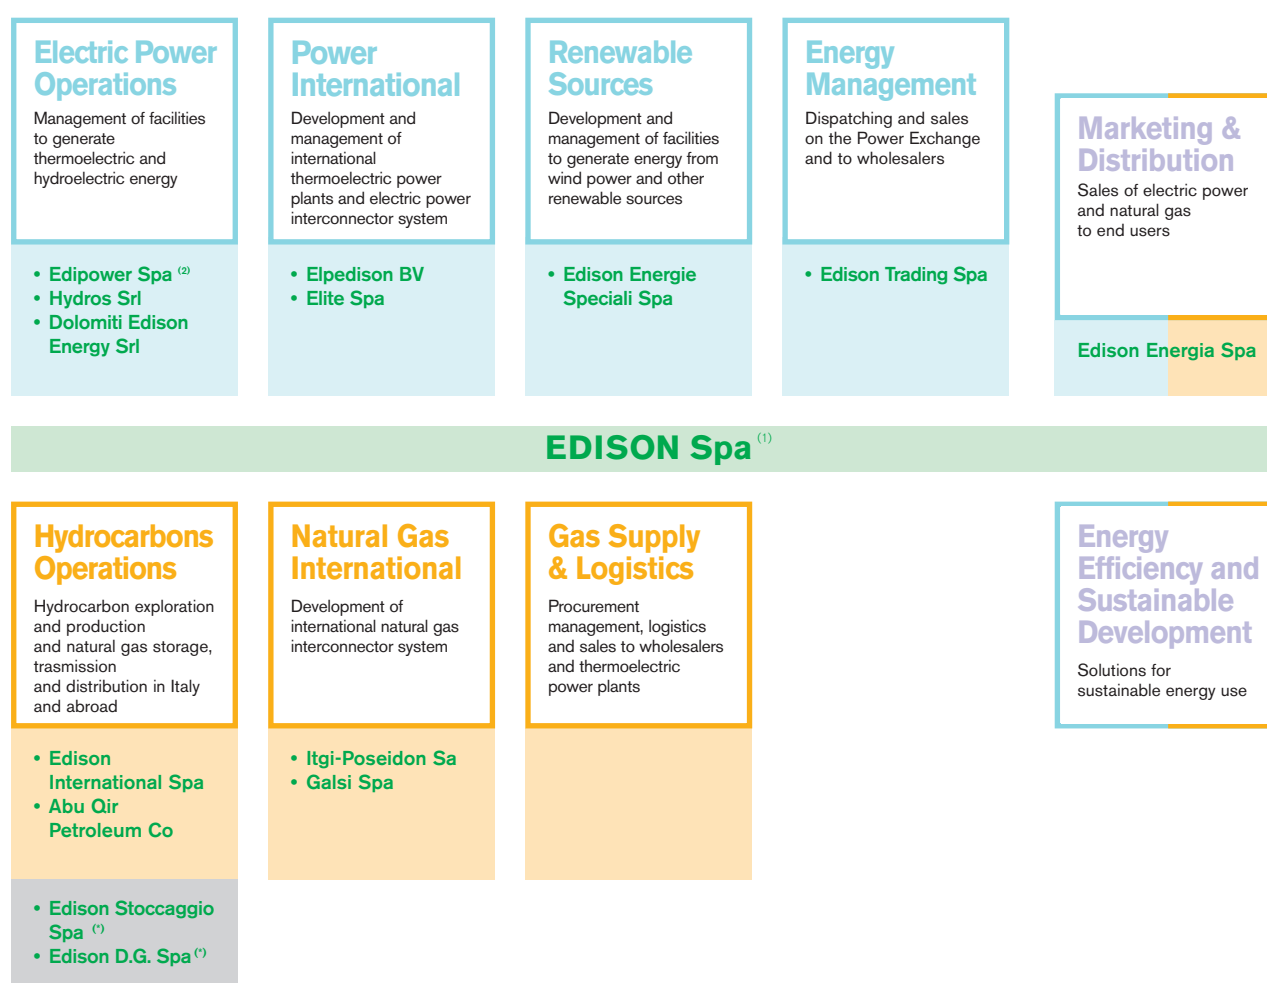 Electric Power
Operations
Management of facilities
to generate
thermoelectric and
hydroelectric energy
• Edipower Spa (2)
• Hydros Srl
• Dolomiti Edison
Energy Srl
Power
International
Development and
management of
international
thermoelectric power
plants and electric power
interconnector system
• Elpedison BV
• Elite Spa
Renewable
Sources
Development and
management of facilities
to generate energy from
wind power and other
renewable sources
• Edison Energie
Speciali Spa
Energy
Management
Dispatching and sales
on the Power Exchange
and to wholesalers
• Edison Trading Spa
Marketing &
Distribution
Sales of electric power
and natural gas
to end users
Edison Energia Spa
EDISON Spa (1)
Hydrocarbons
Operations
Hydrocarbon exploration
and production
and natural gas storage,
trasmission
and distribution in Italy
and abroad
• Edison
International Spa
• Abu Qir
Petroleum Co
• Edison Stoccaggio
Spa (*)
• Edison D.G. Spa (*)
Natural Gas
International
Development of
international natural gas
interconnector system
• Itgi-Poseidon Sa
• Galsi Spa
Gas Supply
& Logistics
Procurement
management, logistics
and sales to wholesalers
and thermoelectric
power plants
Energy
Efficiency and
Sustainable
Development
Solutions for
sustainable energy use